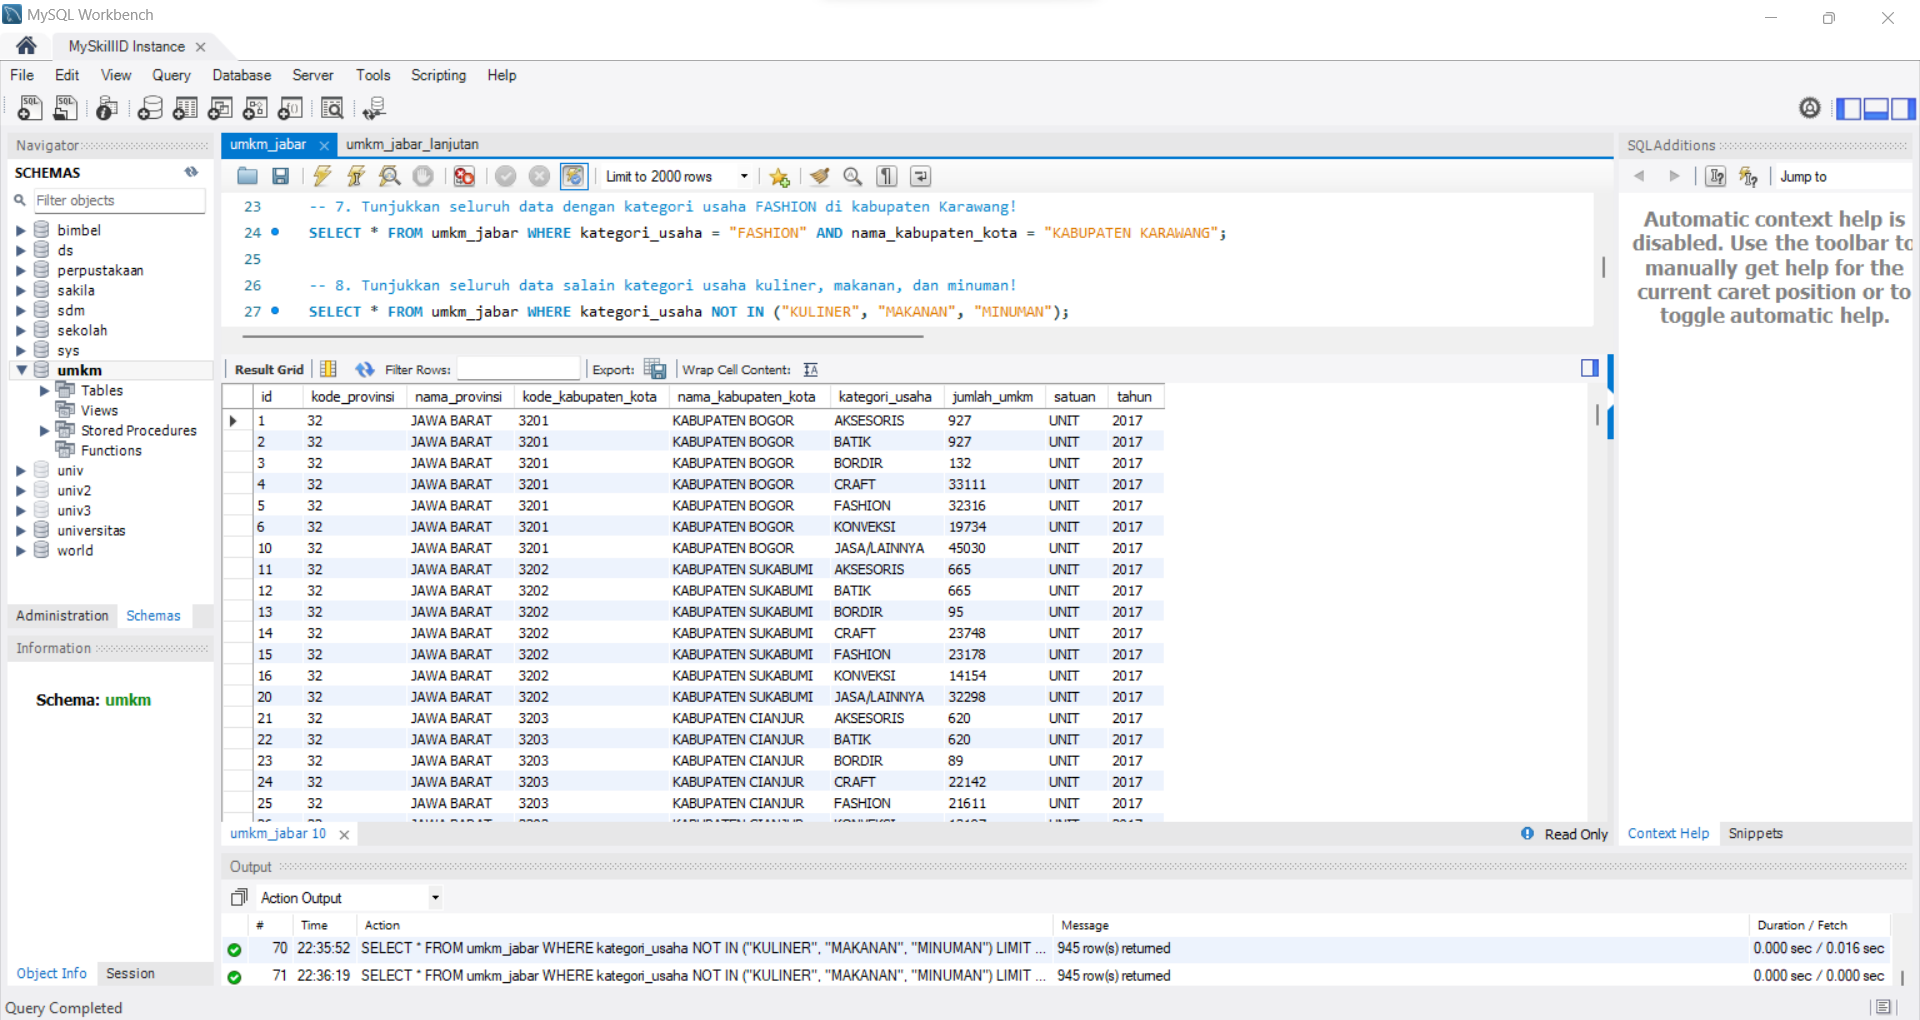 MySQL Workbench
MySkillID Instance
File Edit View Query Database Server Tools Scripting Help
Navigator
SCHEMAS
Filter objects
bimbel
ds
perpustakaan
sakila
sdm
sekolah
sys
umkm
Tables
Views
Stored Procedures
Functions
univ
univ2
univ3
universitas
world
Administration Schemas
Information
Schema: umkm
Object Info Session
umkm_jabar umkm_jabar_lanjutan
Limit to 2000 rows
23 -- 7. Tunjukkan seluruh data dengan kategori usaha FASHION di kabupaten Karawang!
24 SELECT * FROM umkm_jabar WHERE kategori_usaha = "FASHION" AND nama_kabupaten_kota = "KABUPATEN KARAWANG";
25
26 -- 8. Tunjukkan seluruh data salain kategori usaha kuliner, makanan, dan minuman!
27 SELECT * FROM umkm_jabar WHERE kategori_usaha NOT IN ("KULINER", "MAKANAN", "MINUMAN");
Result Grid Filter Rows: Export: Wrap Cell Content:
id kode_provinsi nama_provinsi kode_kabupaten_kota nama_kabupaten_kota kategori_usaha jumlah_umkm satuan tahun
1 32 JAWA BARAT 3201 KABUPATEN BOGOR AKSESORIS 927 UNIT 2017
2 32 JAWA BARAT 3201 KABUPATEN BOGOR BATIK 927 UNIT 2017
3 32 JAWA BARAT 3201 KABUPATEN BOGOR BORDIR 132 UNIT 2017
4 32 JAWA BARAT 3201 KABUPATEN BOGOR CRAFT 33111 UNIT 2017
5 32 JAWA BARAT 3201 KABUPATEN BOGOR FASHION 32316 UNIT 2017
6 32 JAWA BARAT 3201 KABUPATEN BOGOR KONVEKSI 19734 UNIT 2017
10 32 JAWA BARAT 3201 KABUPATEN BOGOR JASA/LAINNYA 45030 UNIT 2017
11 32 JAWA BARAT 3202 KABUPATEN SUKABUMI AKSESORIS 665 UNIT 2017
12 32 JAWA BARAT 3202 KABUPATEN SUKABUMI BATIK 665 UNIT 2017
13 32 JAWA BARAT 3202 KABUPATEN SUKABUMI BORDIR 95 UNIT 2017
14 32 JAWA BARAT 3202 KABUPATEN SUKABUMI CRAFT 23748 UNIT 2017
15 32 JAWA BARAT 3202 KABUPATEN SUKABUMI FASHION 23178 UNIT 2017
16 32 JAWA BARAT 3202 KABUPATEN SUKABUMI KONVEKSI 14154 UNIT 2017
20 32 JAWA BARAT 3202 KABUPATEN SUKABUMI JASA/LAINNYA 32298 UNIT 2017
21 32 JAWA BARAT 3203 KABUPATEN CIANJUR AKSESORIS 620 UNIT 2017
22 32 JAWA BARAT 3203 KABUPATEN CIANJUR BATIK 620 UNIT 2017
23 32 JAWA BARAT 3203 KABUPATEN CIANJUR BORDIR 89 UNIT 2017
24 32 JAWA BARAT 3203 KABUPATEN CIANJUR CRAFT 22142 UNIT 2017
25 32 JAWA BARAT 3203 KABUPATEN CIANJUR FASHION 21611 UNIT 2017
umkm_jabar 10
Read Only
SQLAdditions
Jump to
Automatic context help is
disabled. Use the toolbar to
manually get help for the
current caret position or to
toggle automatic help.
Context Help Snippets
Output
Action Output
# Time Action Message Duration / Fetch
70 22:35:52 SELECT * FROM umkm_jabar WHERE kategori_usaha NOT IN ("KULINER", "MAKANAN", "MINUMAN") LIMIT ... 945 row(s) returned 0.000 sec / 0.016 sec
71 22:36:19 SELECT * FROM umkm_jabar WHERE kategori_usaha NOT IN ("KULINER", "MAKANAN", "MINUMAN") LIMIT ... 945 row(s) returned 0.000 sec / 0.000 sec
Query Completed